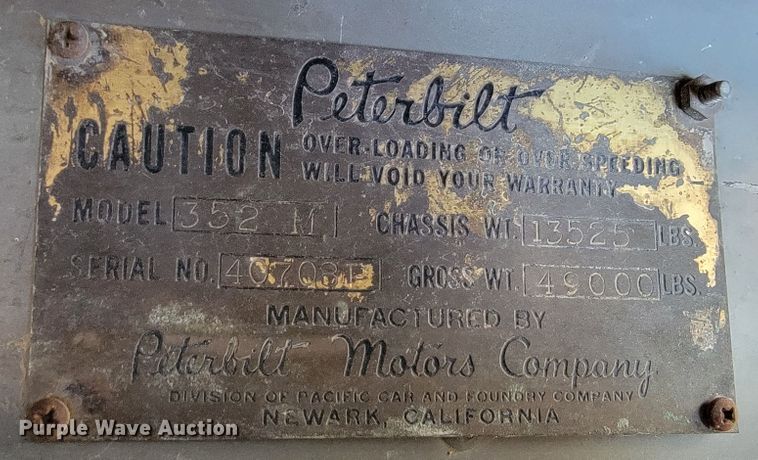 Peterbilt
CAUTION OVER-LOADING OR OVER-SPEEDING
WILL VOID YOUR WARRANTY
MODEL 352 M CHASSIS WT. 13525 LBS.
SERIAL NO. 40703P GROSS WT. 49000 LBS.
MANUFACTURED BY
Peterbilt Motors Company
DIVISION OF PACIFIC CAR AND FOUNDRY COMPANY
NEWARK, CALIFORNIA
Purple Wave Auction